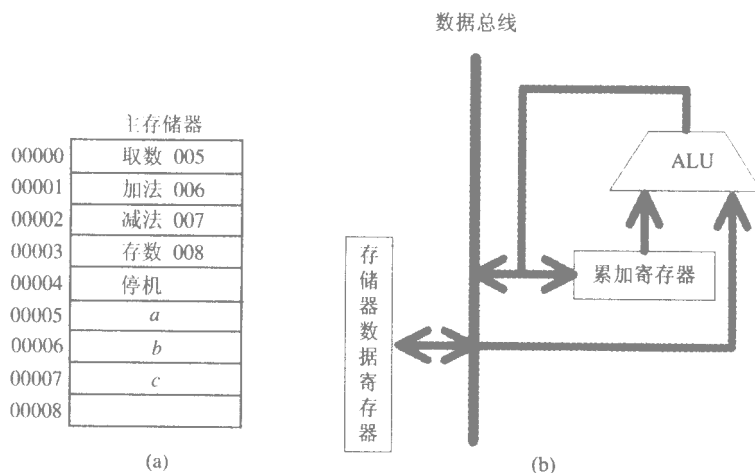 数据总线
主存储器
00000 取数 005
00001 加法 006
00002 减法 007
00003 存数 008
00004 停机
00005 a
00006 b
00007 c
00008
(a)
ALU
累加寄存器
存储器数据寄存器
(b)